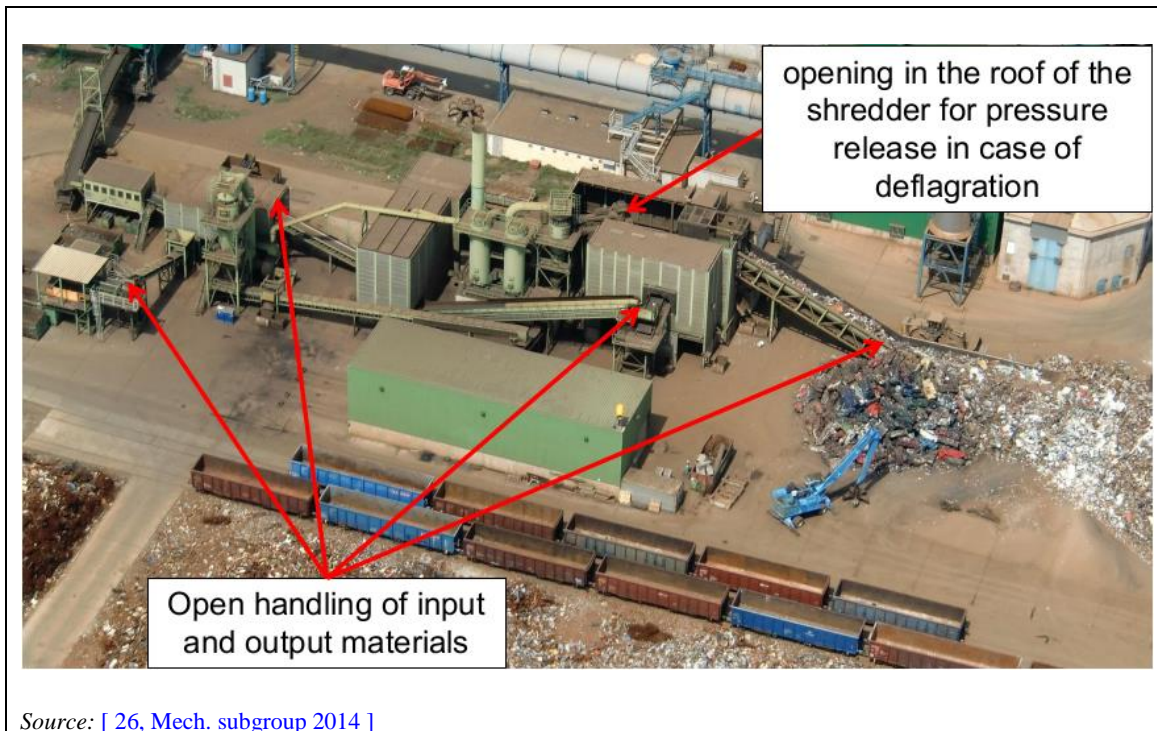 opening in the roof of the
shredder for pressure
release in case of
deflagration
Open handling of input
and output materials
Source: [ 26, Mech. subgroup 2014 ]